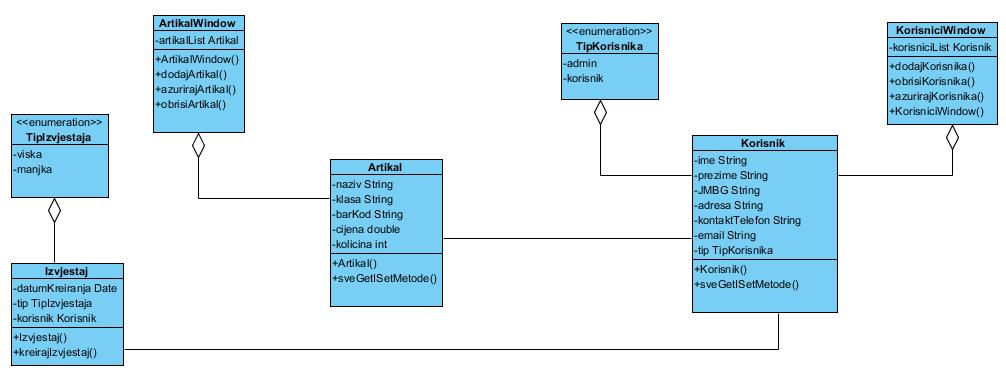 ArtikalWindow
-artikalList Artikal
+ArtikalWindow()
+dodajArtikal()
+azurirajArtikal()
+obrisiArtikal()
<<enumeration>>
TipKorisnika
-admin
-korisnik
KorisniciWindow
-korisniciList Korisnik
+dodajKorisnika()
+obrisiKorisnika()
+azurirajKorisnika()
+KorisniciWindow()
<<enumeration>>
TipIzvjestaja
-viska
-manjka
Artikal
-naziv String
-klasa String
-barKod String
-cijena double
-kolicina int
+Artikal()
+sveGetISetMetode()
Korisnik
-ime String
-prezime String
-JMBG String
-adresa String
-kontaktTelefon String
-email String
-tip TipKorisnika
+Korisnik()
+sveGetISetMetode()
Izvjestaj
-datumKreiranja Date
-tip TipIzvjestaja
-korisnik Korisnik
+Izvjestaj()
+kreirajIzvjestaj()